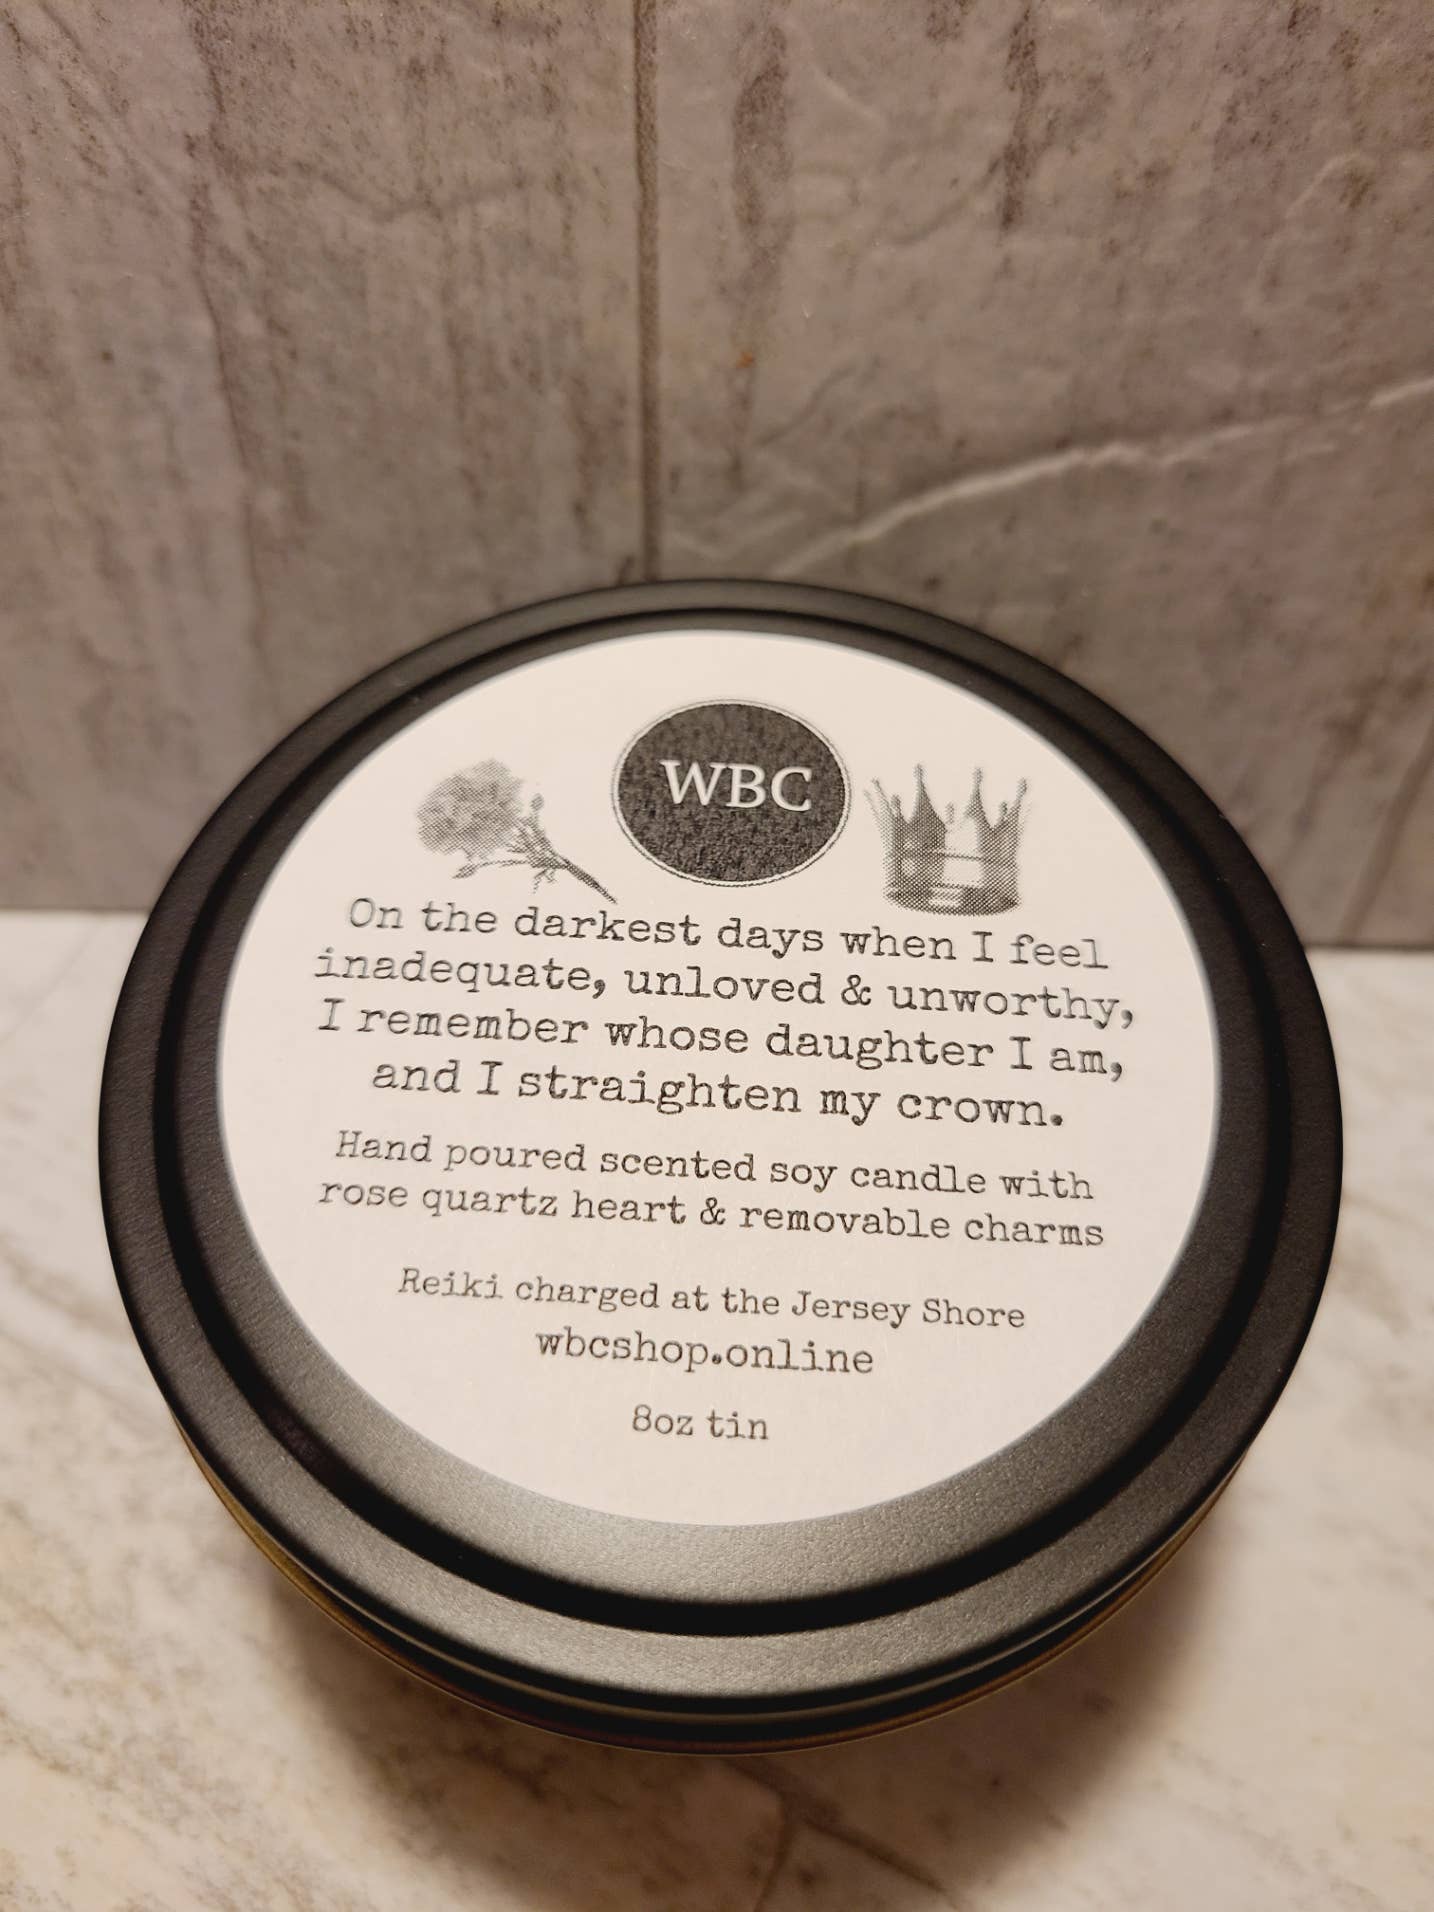 WBC
On the darkest days when I feel
inadequate, unloved & unworthy,
I remember whose daughter I am,
and I straighten my crown.
Hand poured scented soy candle with
rose quartz heart & removable charms
Reiki charged at the Jersey Shore
wbcshop.online
8oz tin